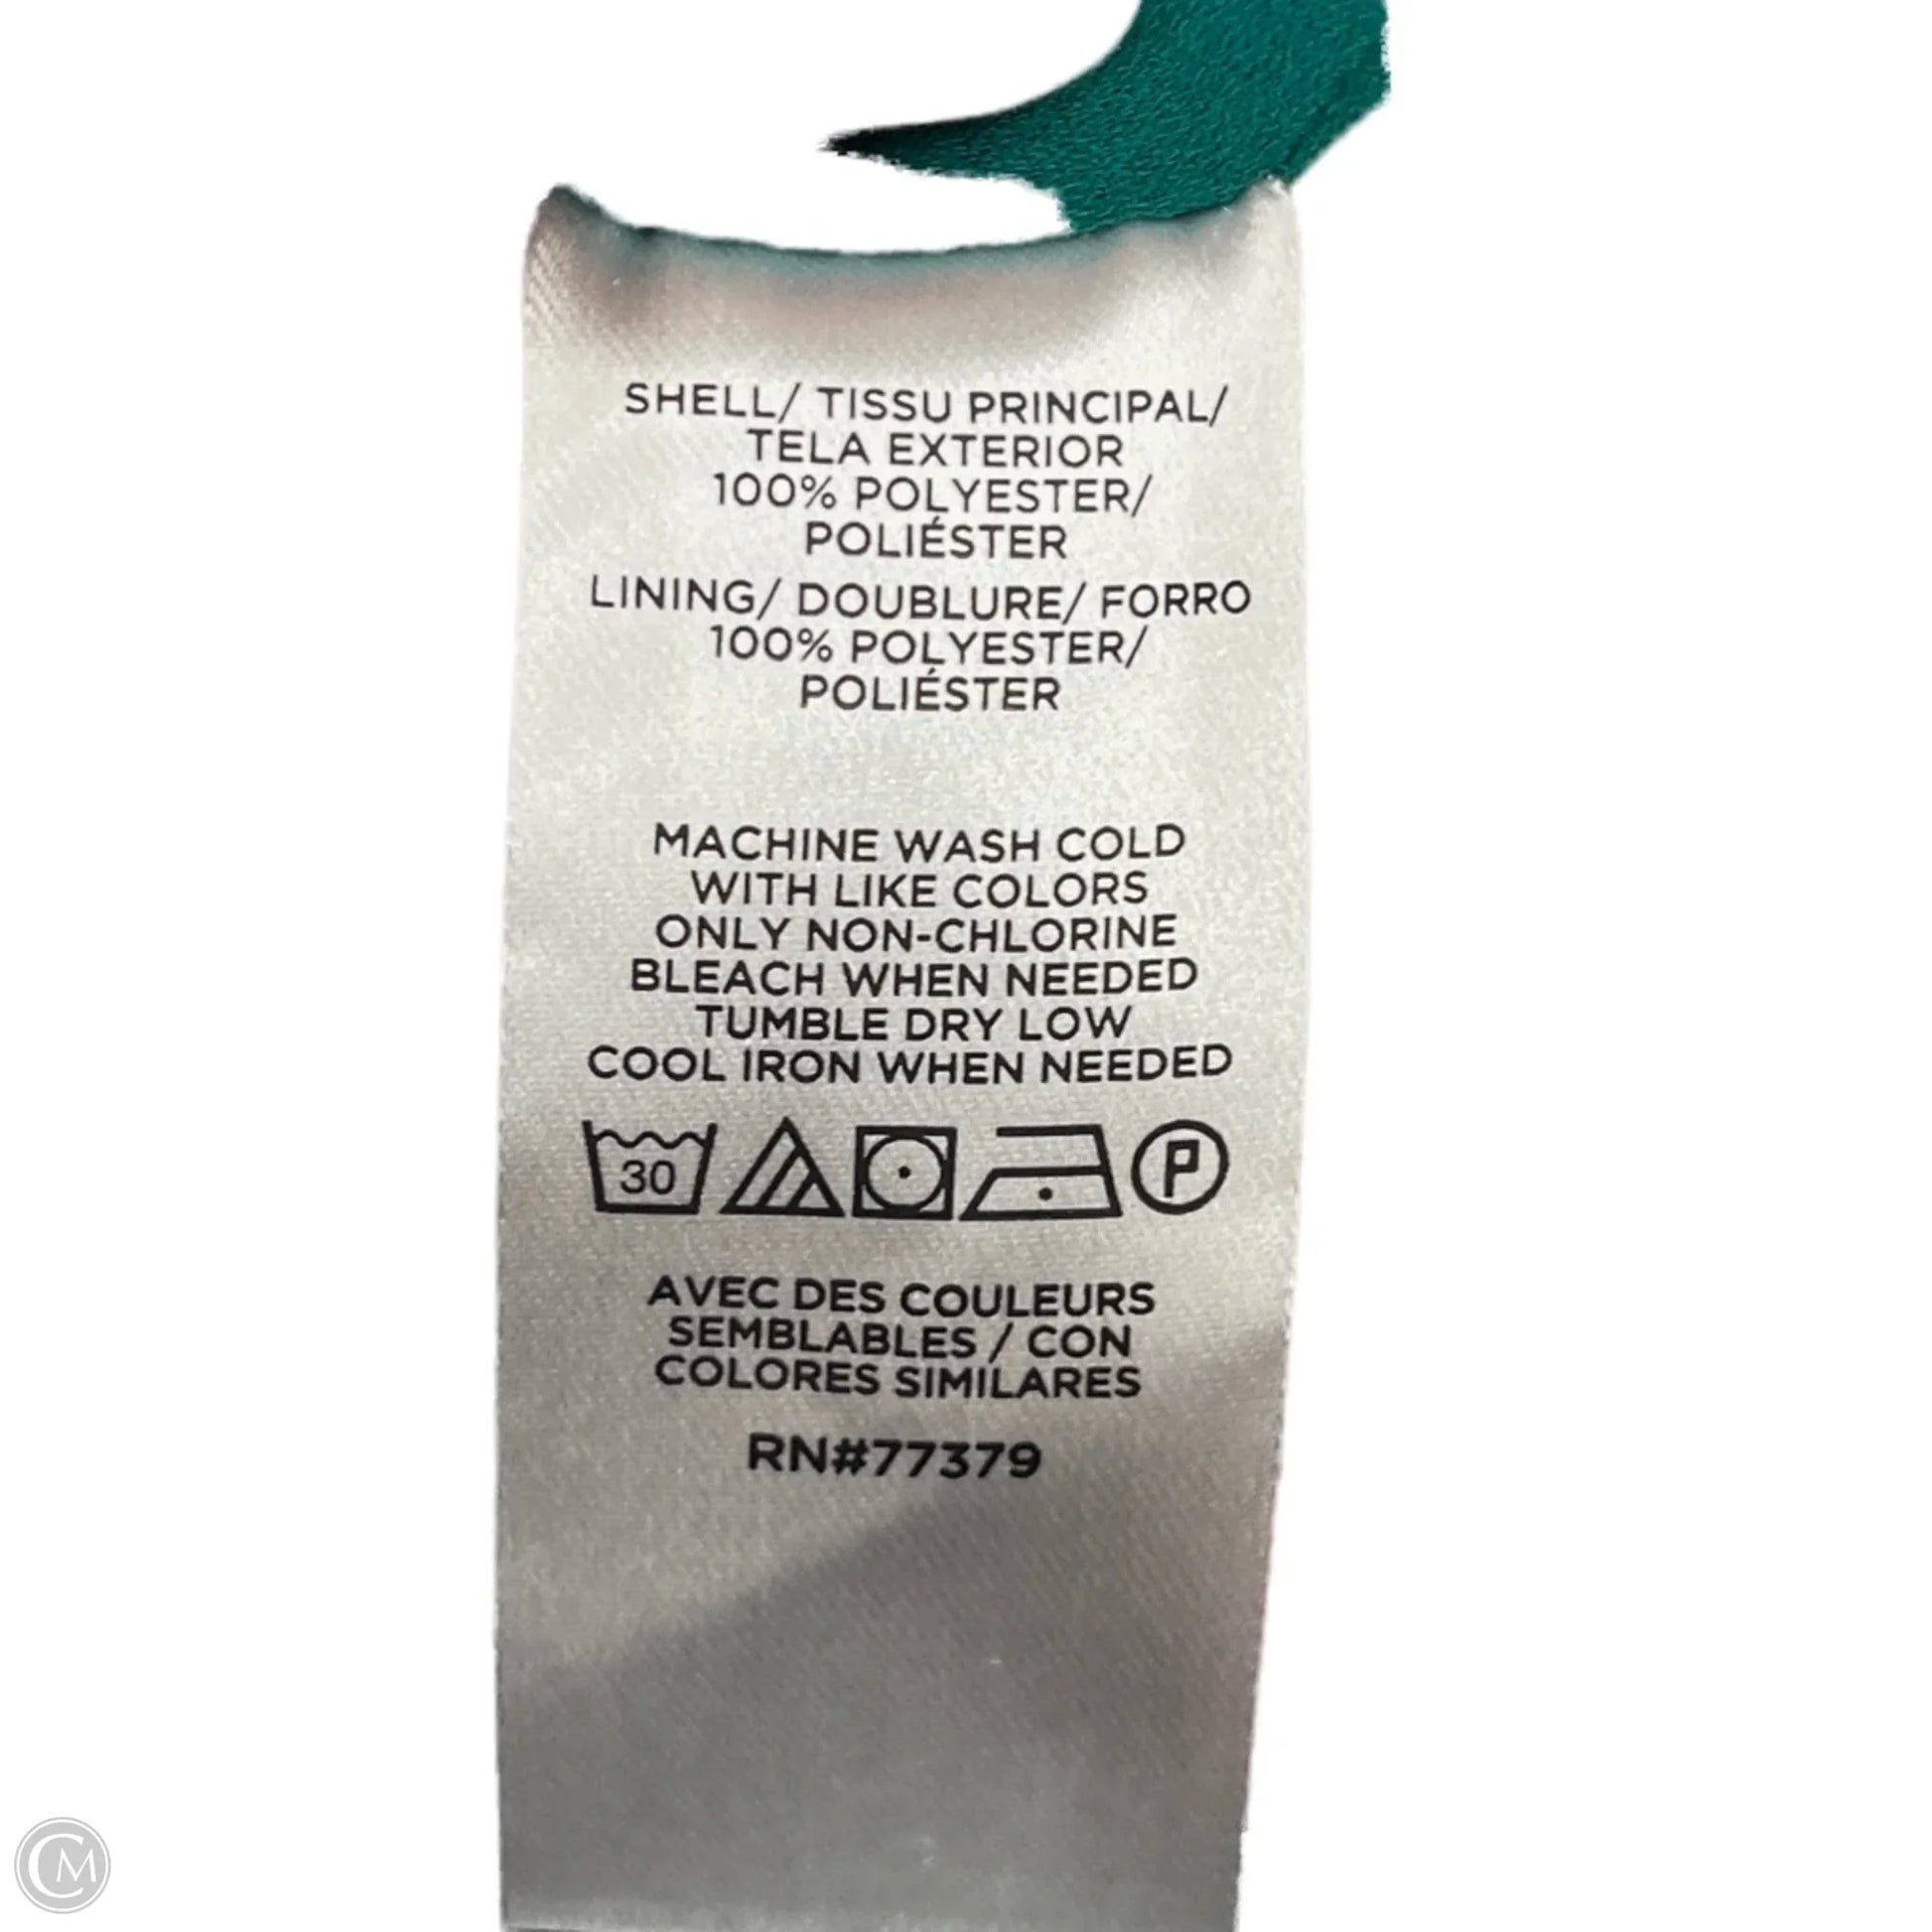 SHELL/ TISSU PRINCIPAL/
TELA EXTERIOR
100% POLYESTER/
POLIÉSTER
LINING/ DOUBLURE/ FORRO
100% POLYESTER/
POLIÉSTER
MACHINE WASH COLD
WITH LIKE COLORS
ONLY NON-CHLORINE
BLEACH WHEN NEEDED
TUMBLE DRY LOW
COOL IRON WHEN NEEDED
30 P
AVEC DES COULEURS
SEMBLABLES / CON
COLORES SIMILARES
RN#77379
CM